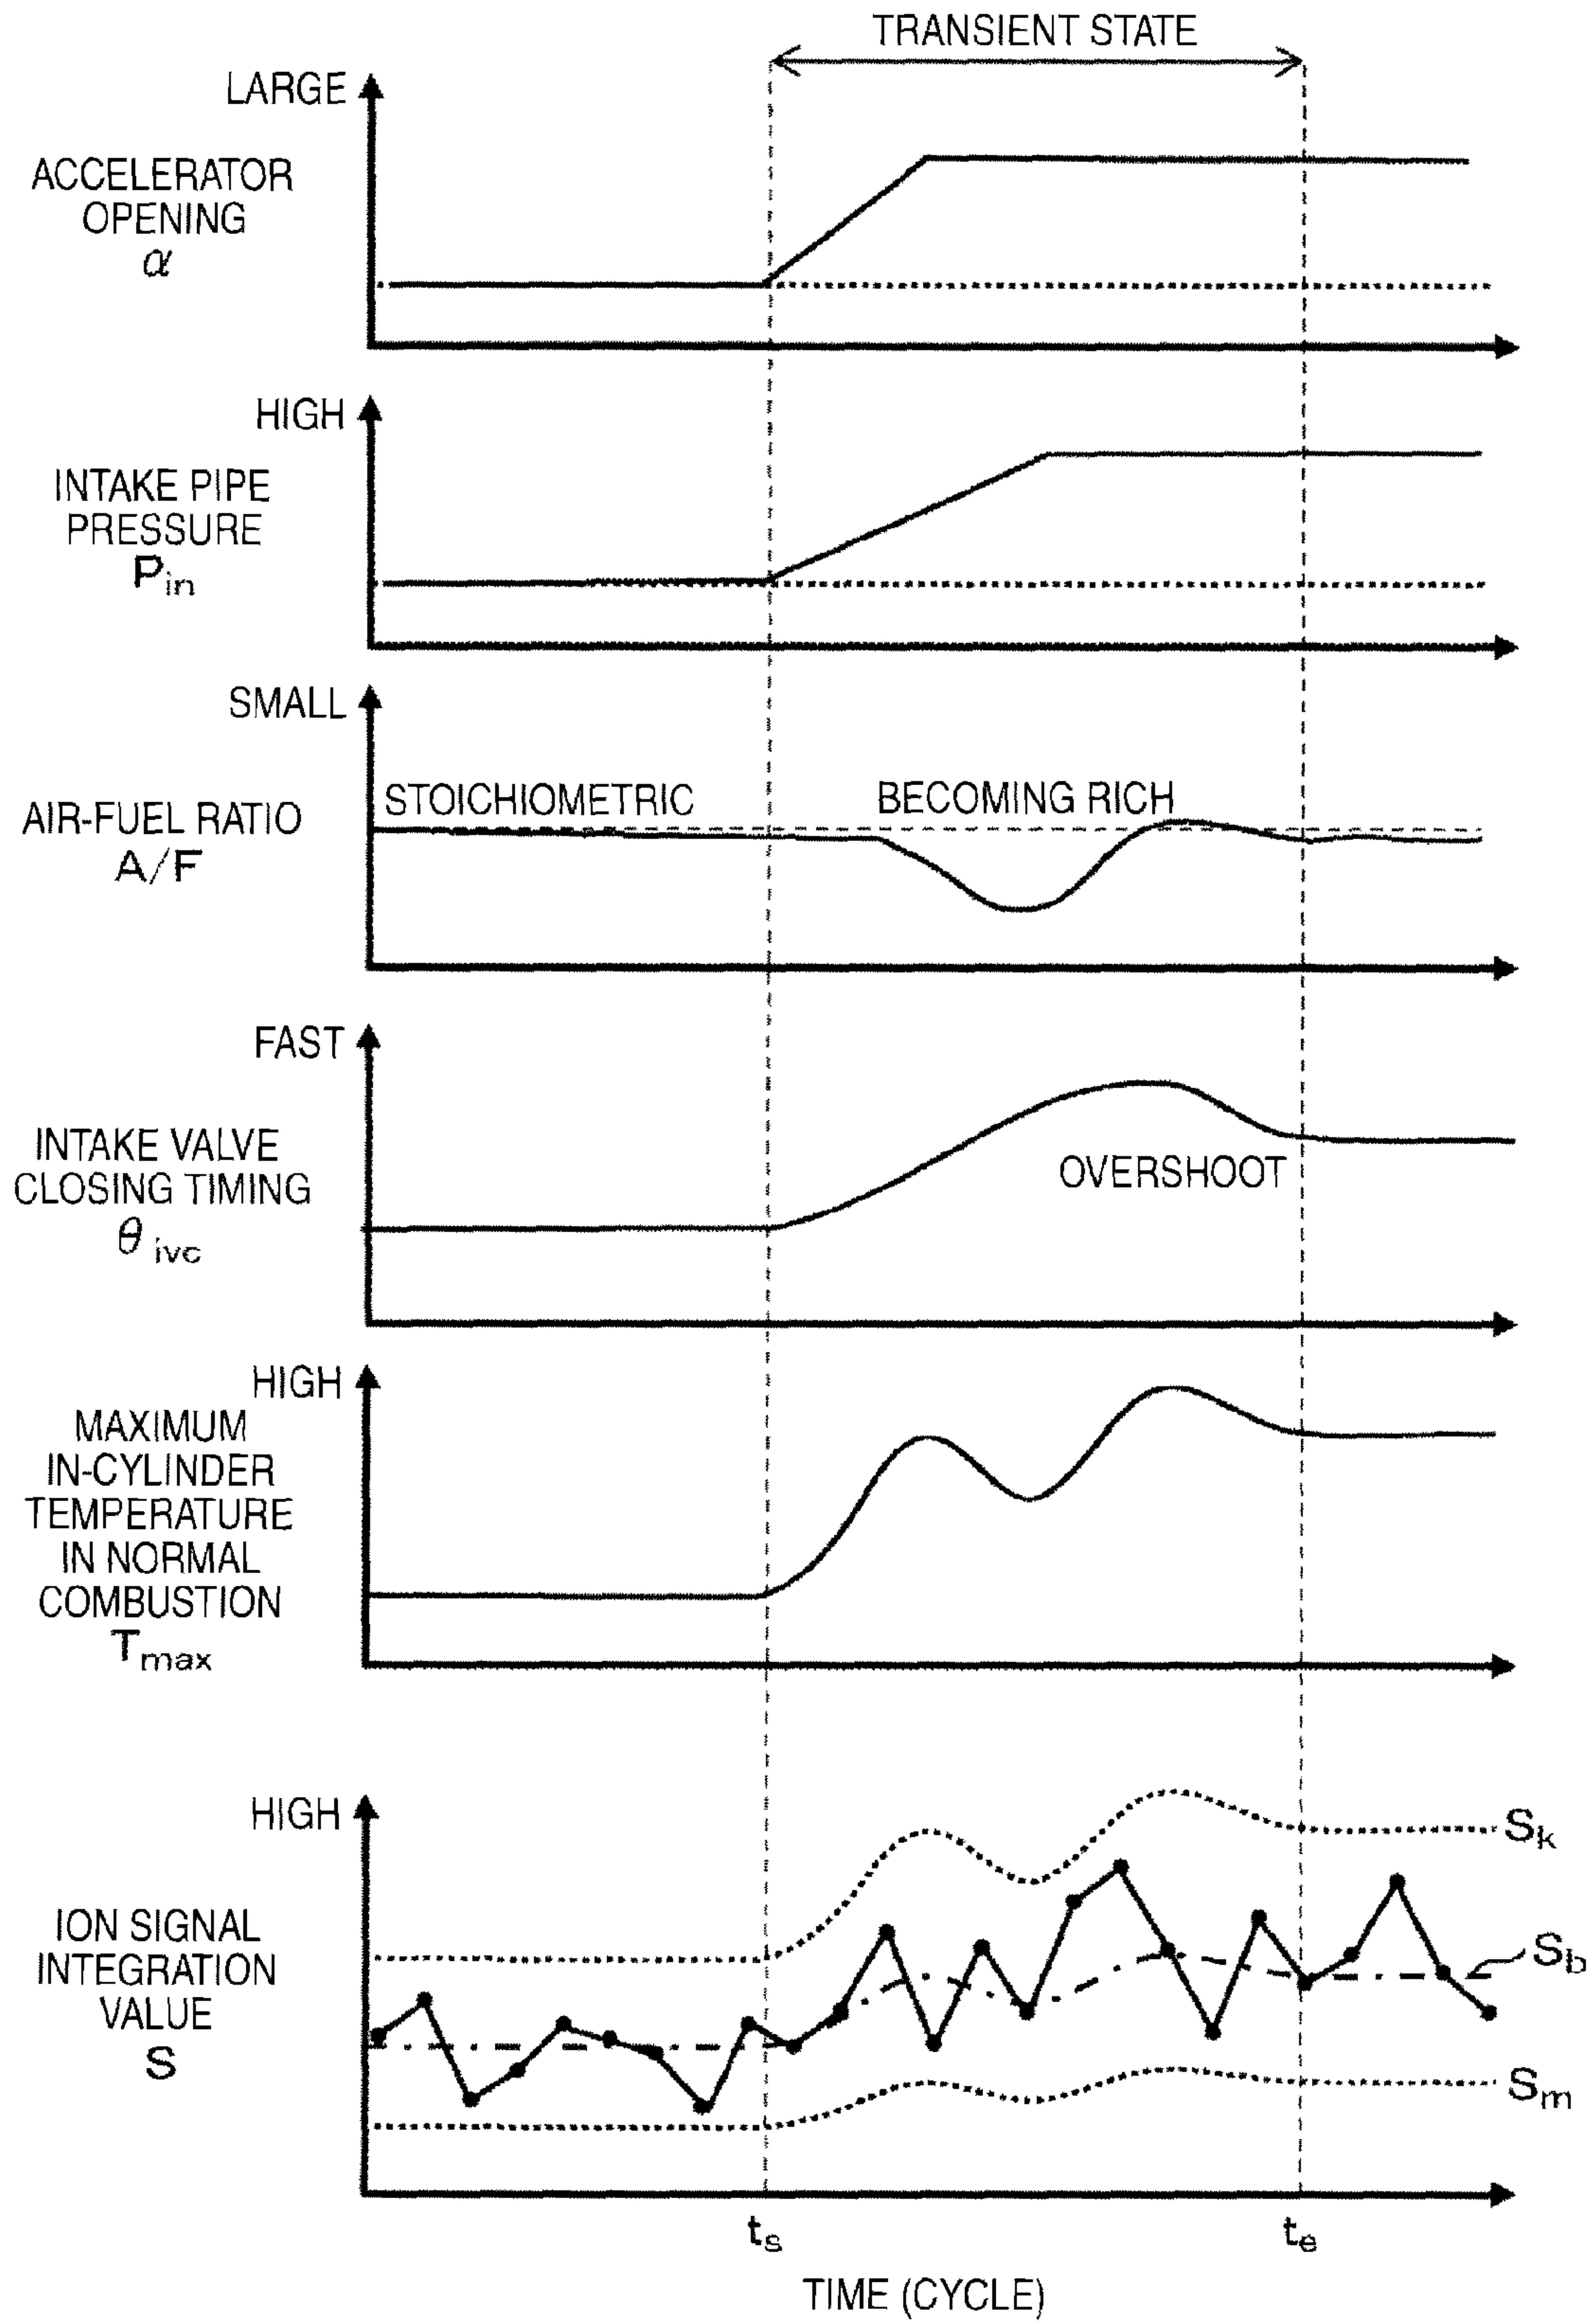 TRANSIENT STATE
LARGE
ACCELERATOR
OPENING
α
HIGH
INTAKE PIPE
PRESSURE
Pin
SMALL
STOICHIOMETRIC
BECOMING RICH
AIR-FUEL RATIO
A/F
FAST
INTAKE VALVE
CLOSING TIMING
θ ivc
OVERSHOOT
HIGH
MAXIMUM
IN-CYLINDER
TEMPERATURE
IN NORMAL
COMBUSTION
Tmax
HIGH
Sk
ION SIGNAL
INTEGRATION
VALUE
S
Sb
Sm
ts
te
TIME (CYCLE)